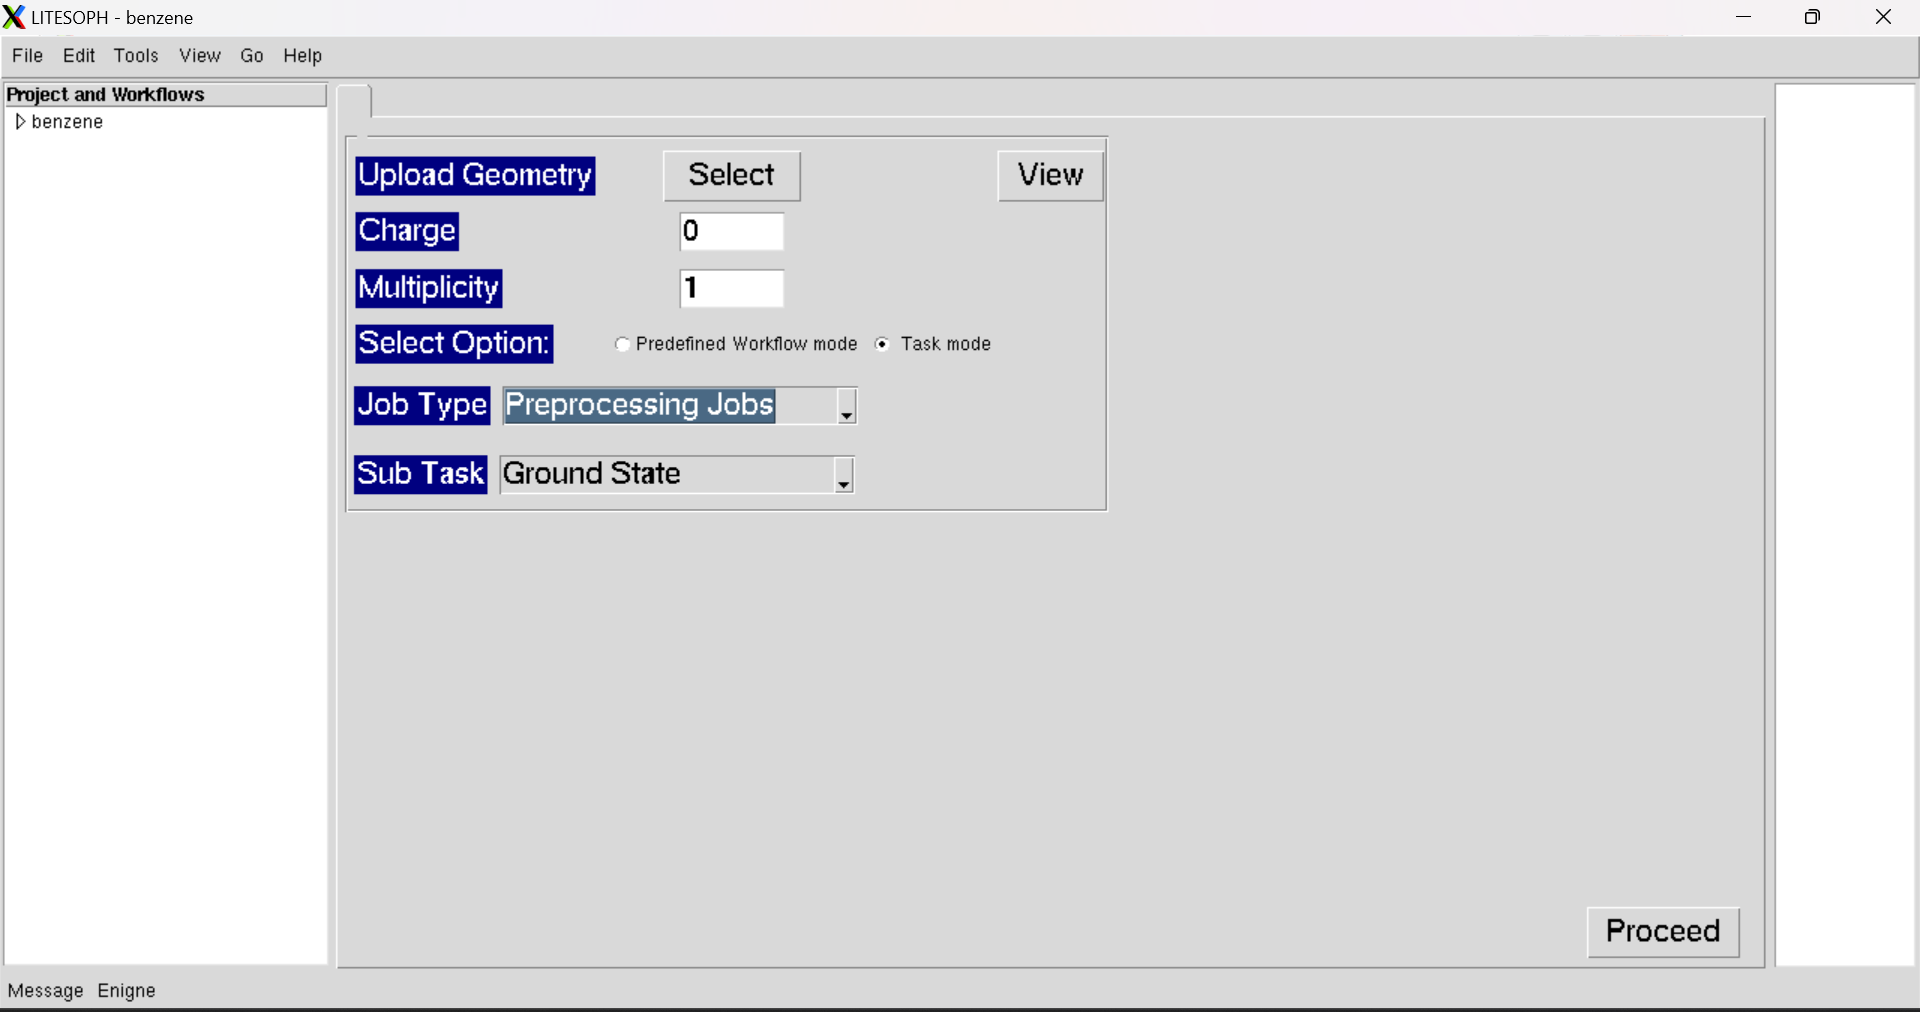 LITESOPH - benzene
File Edit Tools View Go Help
Project and Workflows
benzene
Upload Geometry Select View
Charge 0
Multiplicity 1
Select Option: Predefined Workflow mode Task mode
Job Type Preprocessing Jobs
Sub Task Ground State
Proceed
Message Enigne